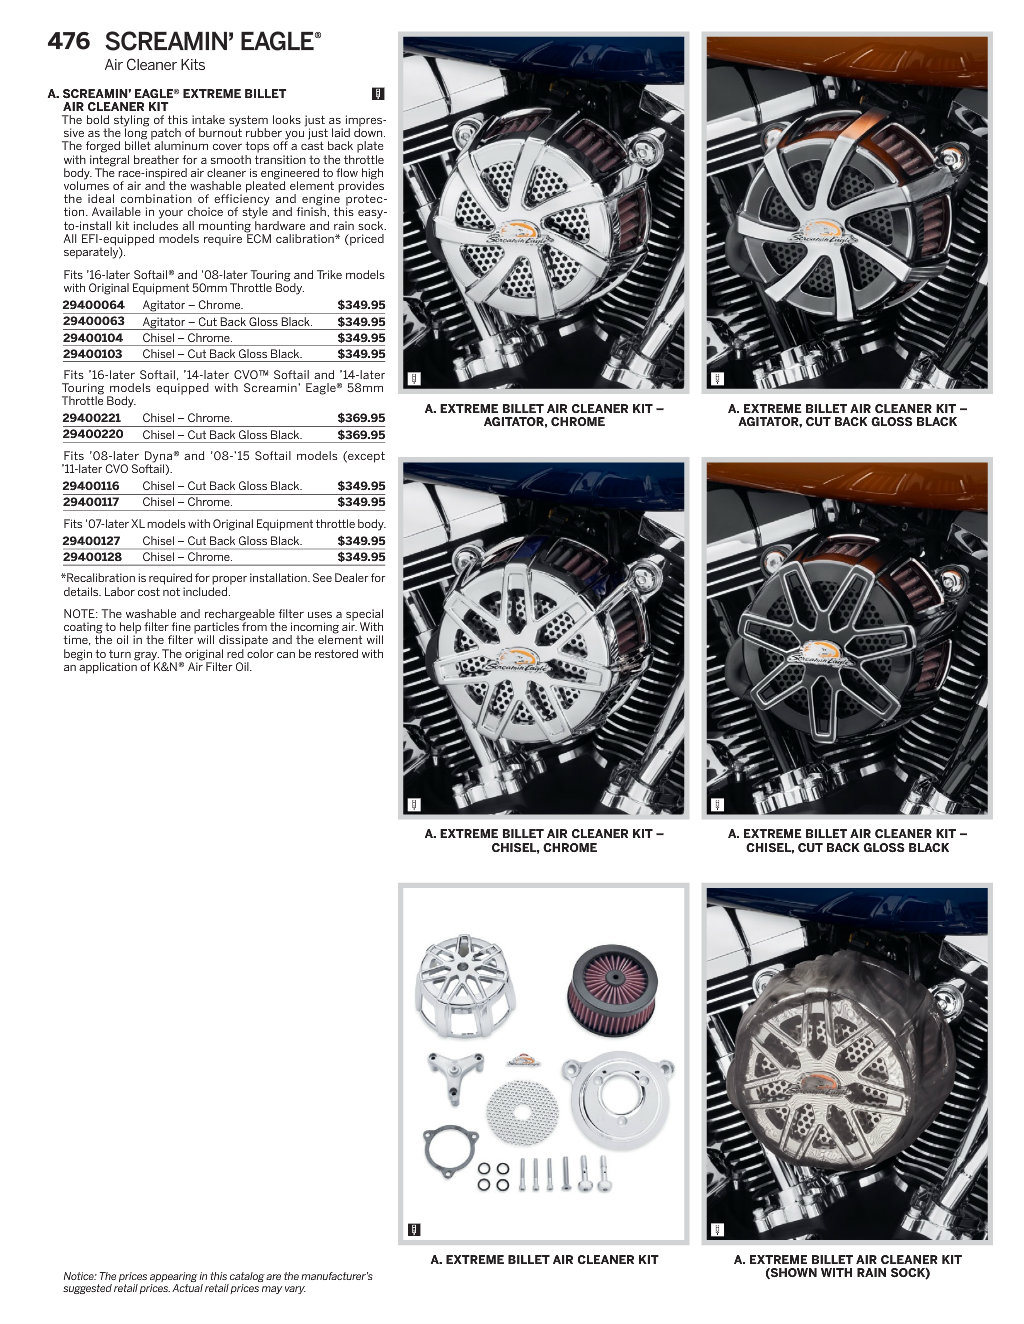 476 SCREAMIN’ EAGLE®
Air Cleaner Kits
A. SCREAMIN’ EAGLE® EXTREME BILLET
AIR CLEANER KIT
The bold styling of this intake system looks just as impres-
sive as the long patch of burnout rubber you just laid down.
The forged billet aluminum cover tops off a cast back plate
with integral breather for a smooth transition to the throttle
body. The race-inspired air cleaner is engineered to flow high
volumes of air and the washable pleated element provides
the ideal combination of efficiency and engine protec-
tion. Available in your choice of style and finish, this easy-
to-install kit includes all mounting hardware and rain sock.
All EFI-equipped models require ECM calibration* (priced
separately).
Fits ’16-later Softail® and ’08-later Touring and Trike models
with Original Equipment 50mm Throttle Body.
29400064 Agitator – Chrome. $349.95
29400063 Agitator – Cut Back Gloss Black. $349.95
29400104 Chisel – Chrome. $349.95
29400103 Chisel – Cut Back Gloss Black. $349.95
Fits ’16-later Softail, ’14-later CVO™ Softail and ’14-later
Touring models equipped with Screamin’ Eagle® 58mm
Throttle Body.
29400221 Chisel – Chrome. $369.95
29400220 Chisel – Cut Back Gloss Black. $369.95
Fits ’08-later Dyna® and ’08-’15 Softail models (except
’11-later CVO Softail).
29400116 Chisel – Cut Back Gloss Black. $349.95
29400117 Chisel – Chrome. $349.95
Fits ’07-later XL models with Original Equipment throttle body.
29400127 Chisel – Cut Back Gloss Black. $349.95
29400128 Chisel – Chrome. $349.95
*Recalibration is required for proper installation. See Dealer for
details. Labor cost not included.
NOTE: The washable and rechargeable filter uses a special
coating to help filter fine particles from the incoming air. With
time, the oil in the filter will dissipate and the element will
begin to turn gray. The original red color can be restored with
an application of K&N® Air Filter Oil.
Screamin Eagle
Screamin Eagle
A. EXTREME BILLET AIR CLEANER KIT –
AGITATOR, CHROME
A. EXTREME BILLET AIR CLEANER KIT –
AGITATOR, CUT BACK GLOSS BLACK
Screamin Eagle
Screamin Eagle
A. EXTREME BILLET AIR CLEANER KIT –
CHISEL, CHROME
A. EXTREME BILLET AIR CLEANER KIT –
CHISEL, CUT BACK GLOSS BLACK
A. EXTREME BILLET AIR CLEANER KIT
A. EXTREME BILLET AIR CLEANER KIT
(SHOWN WITH RAIN SOCK)
Notice: The prices appearing in this catalog are the manufacturer’s
suggested retail prices. Actual retail prices may vary.